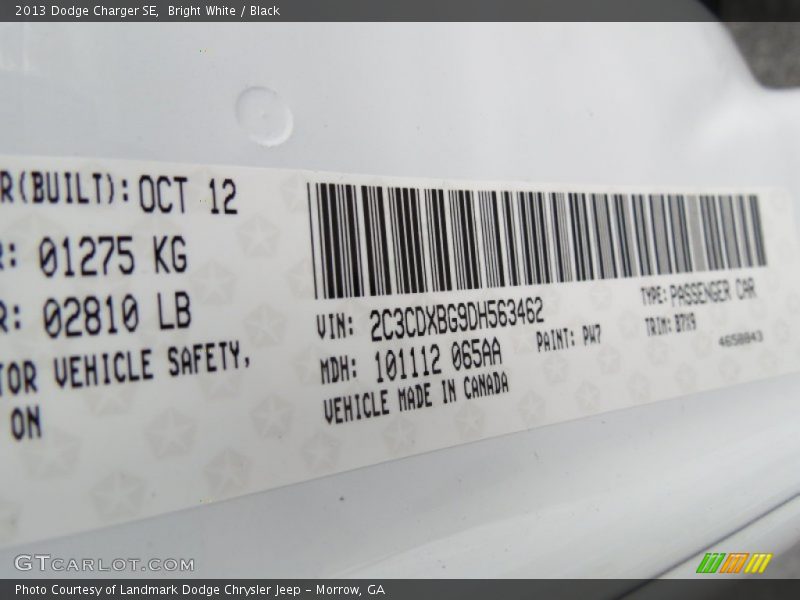 2013 Dodge Charger SE,  Bright White / Black
R(BUILT): OCT 12
R: 01275 KG
R: 02810 LB
TOR VEHICLE SAFETY,
ON
VIN: 2C3CDXBG9DH563462
TYPE: PASSENGER CAR
MDH: 101112 065AA
PAINT: PW7
TRIM: B7X9
VEHICLE MADE IN CANADA
4658843
GTCARLOT.COM
Photo Courtesy of Landmark Dodge Chrysler Jeep – Morrow, GA